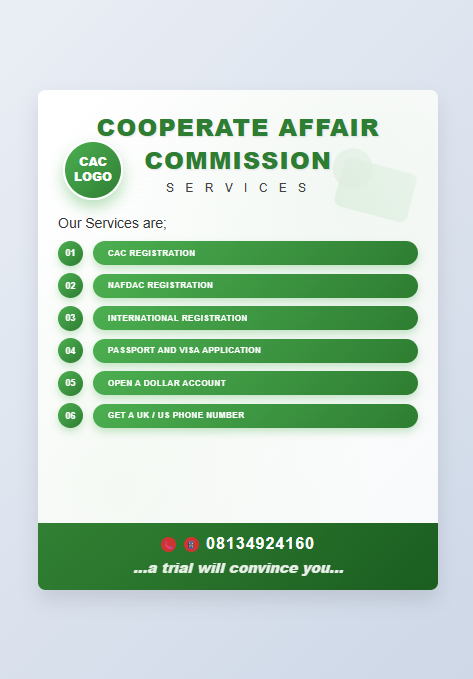 COOPERATE AFFAIR
COMMISSION
CAC
LOGO
SERVICES
Our Services are;
01 CAC REGISTRATION
02 NAFDAC REGISTRATION
03 INTERNATIONAL REGISTRATION
04 PASSPORT AND VISA APPLICATION
05 OPEN A DOLLAR ACCOUNT
06 GET A UK / US PHONE NUMBER
08134924160
...a trial will convince you...